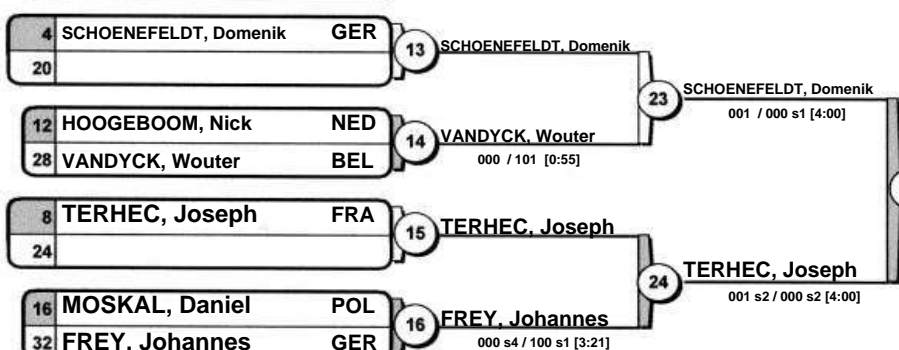 4 SCHOENEFELDT, Domenik GER
20
13 SCHOENEFELDT, Domenik
12 HOOGEBOOM, Nick NED
28 VANDYCK, Wouter BEL
14 VANDYCK, Wouter
000 / 101 [0:55]
23 SCHOENEFELDT, Domenik
001 / 000 s1 [4:00]
8 TERHEC, Joseph FRA
24
15 TERHEC, Joseph
16 MOSKAL, Daniel POL
32 FREY, Johannes GER
16 FREY, Johannes
000 s4 / 100 s1 [3:21]
24 TERHEC, Joseph
001 s2 / 000 s2 [4:00]